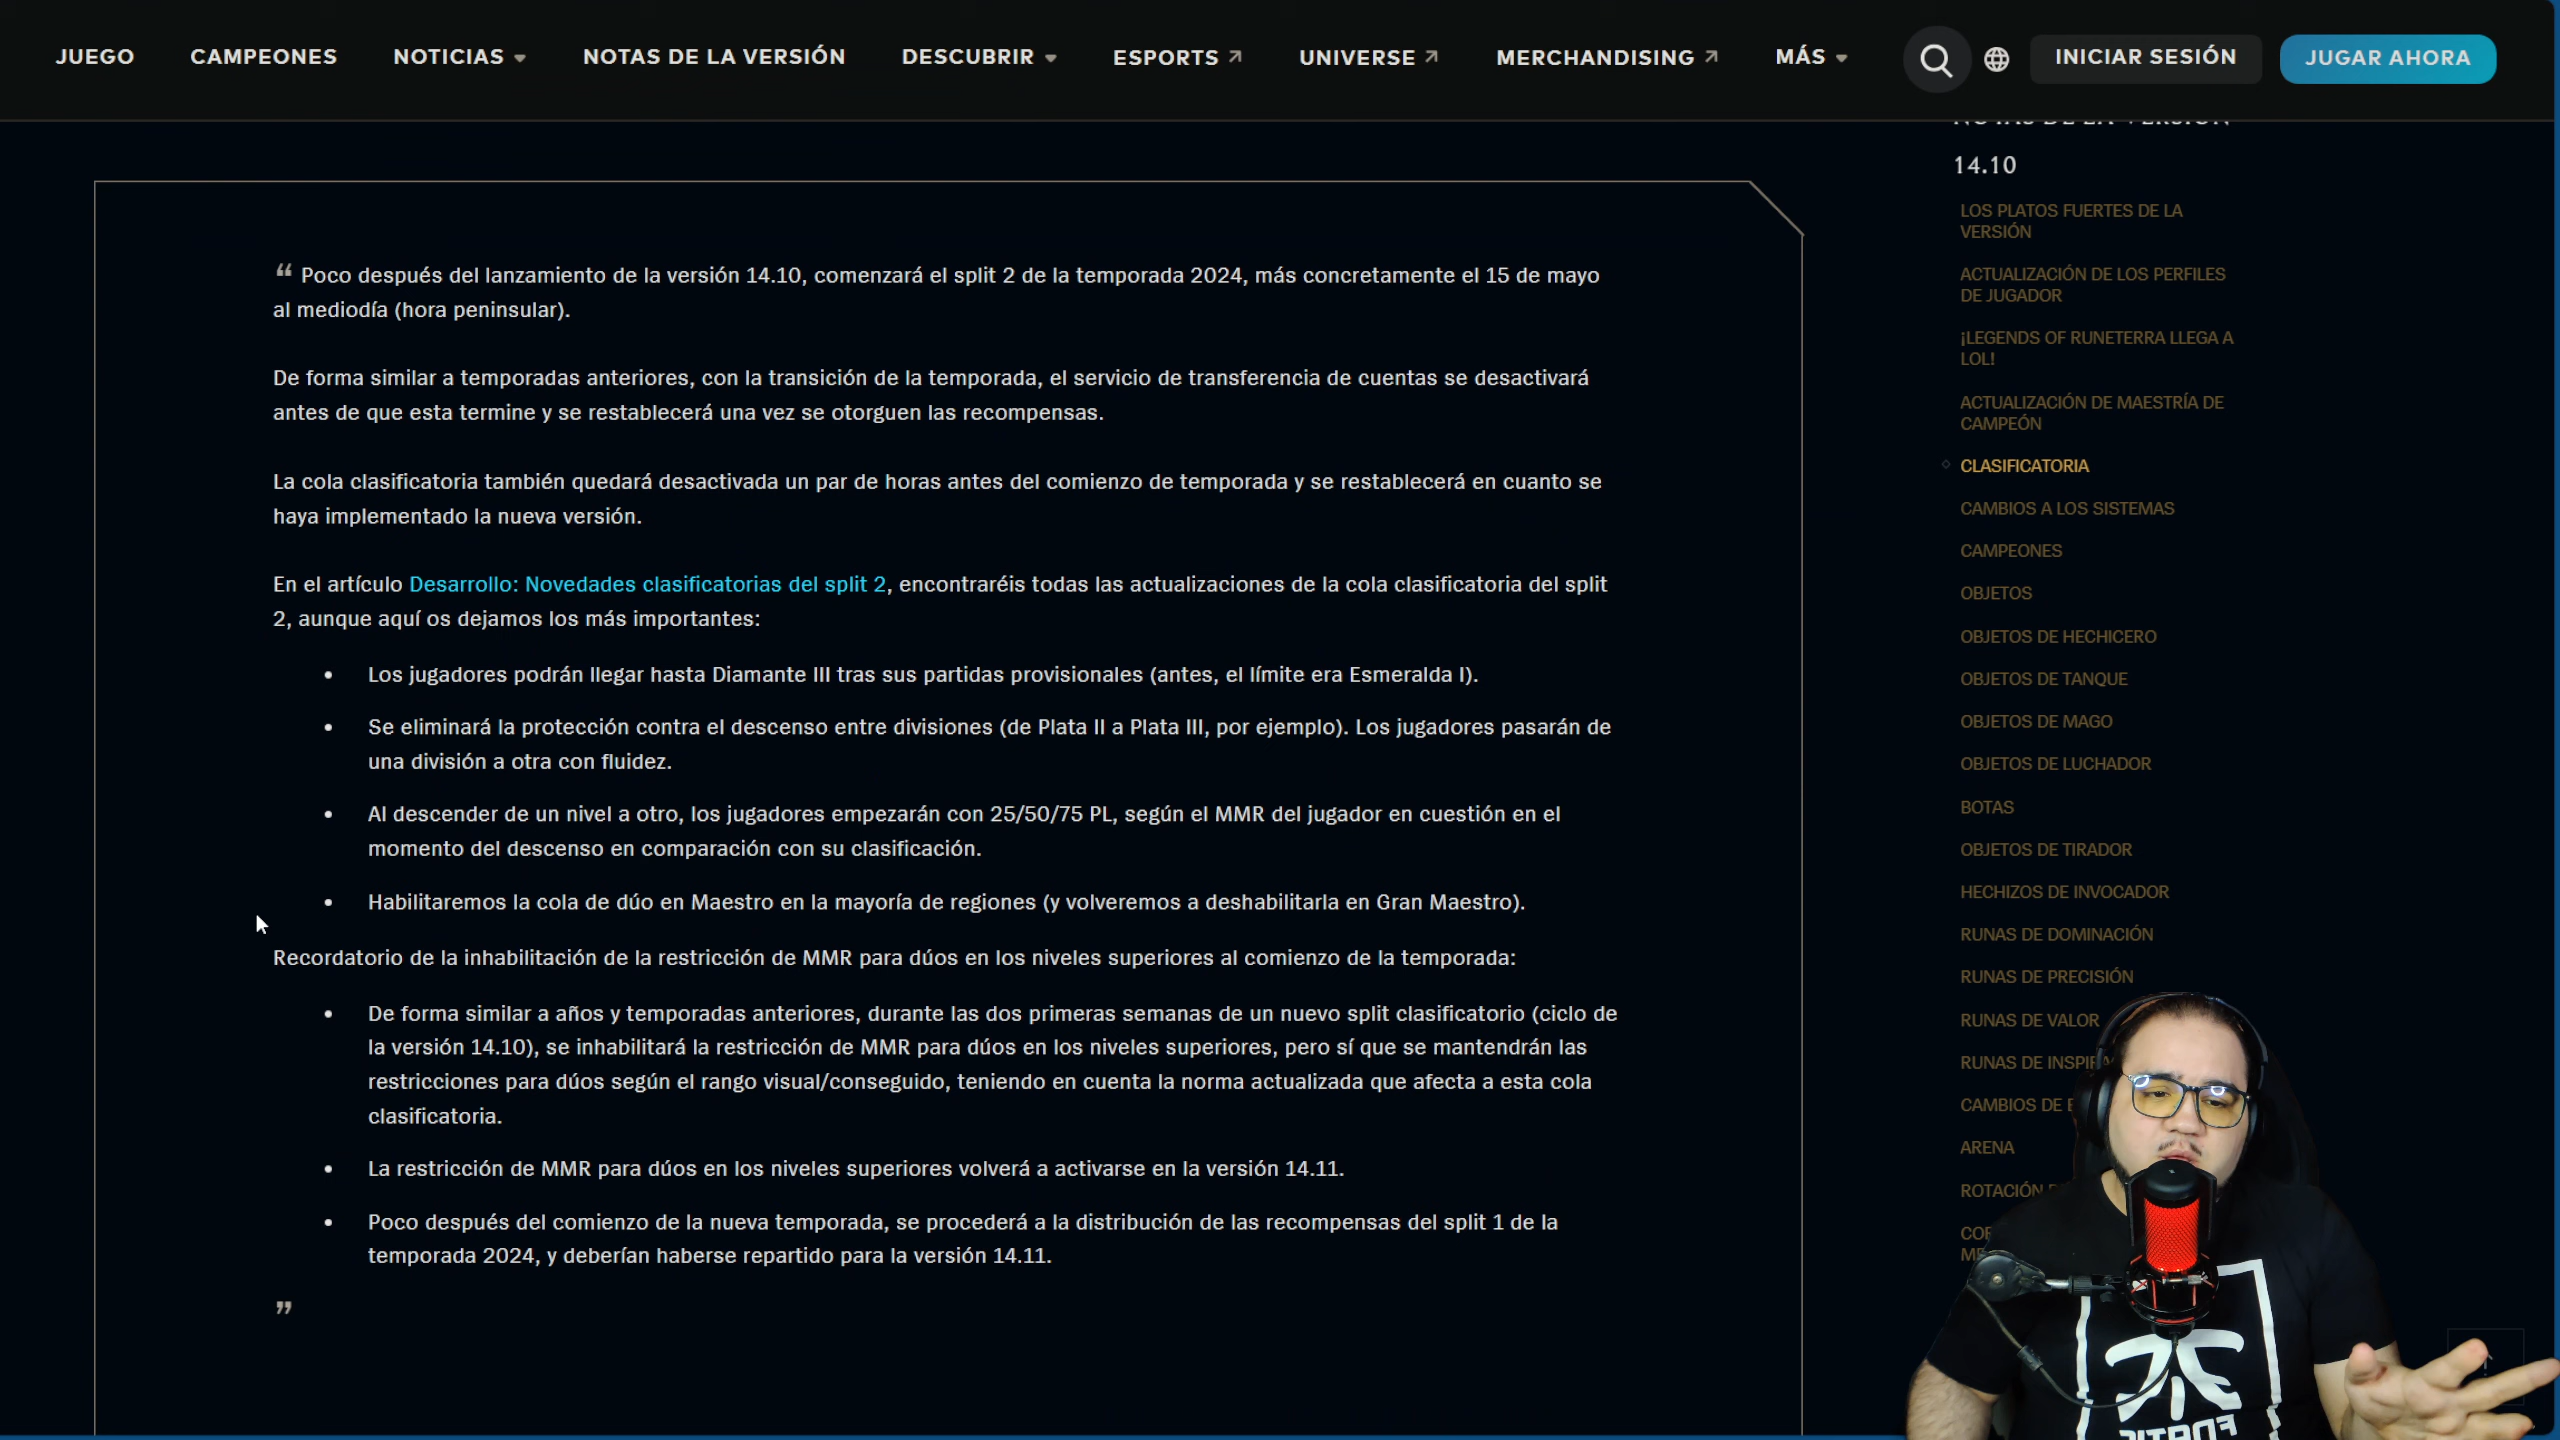 JUEGO CAMPEONES NOTICIAS NOTAS DE LA VERSIÓN DESCUBRIR ESPORTS UNIVERSE MERCHANDISING MÁS INICIAR SESIÓN JUGAR AHORA
“ Poco después del lanzamiento de la versión 14.10, comenzará el split 2 de la temporada 2024, más concretamente el 15 de mayo
al mediodía (hora peninsular).
De forma similar a temporadas anteriores, con la transición de la temporada, el servicio de transferencia de cuentas se desactivará
antes de que esta termine y se restablecerá una vez se otorguen las recompensas.
La cola clasificatoria también quedará desactivada un par de horas antes del comienzo de temporada y se restablecerá en cuanto se
haya implementado la nueva versión.
En el artículo Desarrollo: Novedades clasificatorias del split 2, encontraréis todas las actualizaciones de la cola clasificatoria del split
2, aunque aquí os dejamos los más importantes:
• Los jugadores podrán llegar hasta Diamante III tras sus partidas provisionales (antes, el límite era Esmeralda I).
• Se eliminará la protección contra el descenso entre divisiones (de Plata II a Plata III, por ejemplo). Los jugadores pasarán de
una división a otra con fluidez.
• Al descender de un nivel a otro, los jugadores empezarán con 25/50/75 PL, según el MMR del jugador en cuestión en el
momento del descenso en comparación con su clasificación.
• Habilitaremos la cola de dúo en Maestro en la mayoría de regiones (y volveremos a deshabilitarla en Gran Maestro).
Recordatorio de la inhabilitación de la restricción de MMR para dúos en los niveles superiores al comienzo de la temporada:
• De forma similar a años y temporadas anteriores, durante las dos primeras semanas de un nuevo split clasificatorio (ciclo de
la versión 14.10), se inhabilitará la restricción de MMR para dúos en los niveles superiores, pero sí que se mantendrán las
restricciones para dúos según el rango visual/conseguido, teniendo en cuenta la norma actualizada que afecta a esta cola
clasificatoria.
• La restricción de MMR para dúos en los niveles superiores volverá a activarse en la versión 14.11.
• Poco después del comienzo de la nueva temporada, se procederá a la distribución de las recompensas del split 1 de la
temporada 2024, y deberían haberse repartido para la versión 14.11.
”
NOTAS DE LA VERSIÓN
14.10
LOS PLATOS FUERTES DE LA
VERSIÓN
ACTUALIZACIÓN DE LOS PERFILES
DE JUGADOR
¡LEGENDS OF RUNETERRA LLEGA A
LOL!
ACTUALIZACIÓN DE MAESTRÍA DE
CAMPEÓN
CLASIFICATORIA
CAMBIOS A LOS SISTEMAS
CAMPEONES
OBJETOS
OBJETOS DE HECHICERO
OBJETOS DE TANQUE
OBJETOS DE MAGO
OBJETOS DE LUCHADOR
BOTAS
OBJETOS DE TIRADOR
HECHIZOS DE INVOCADOR
RUNAS DE DOMINACIÓN
RUNAS DE PRECISIÓN
RUNAS DE VALOR
RUNAS DE
CAMBIOS DE
ARENA
ROTACIÓN